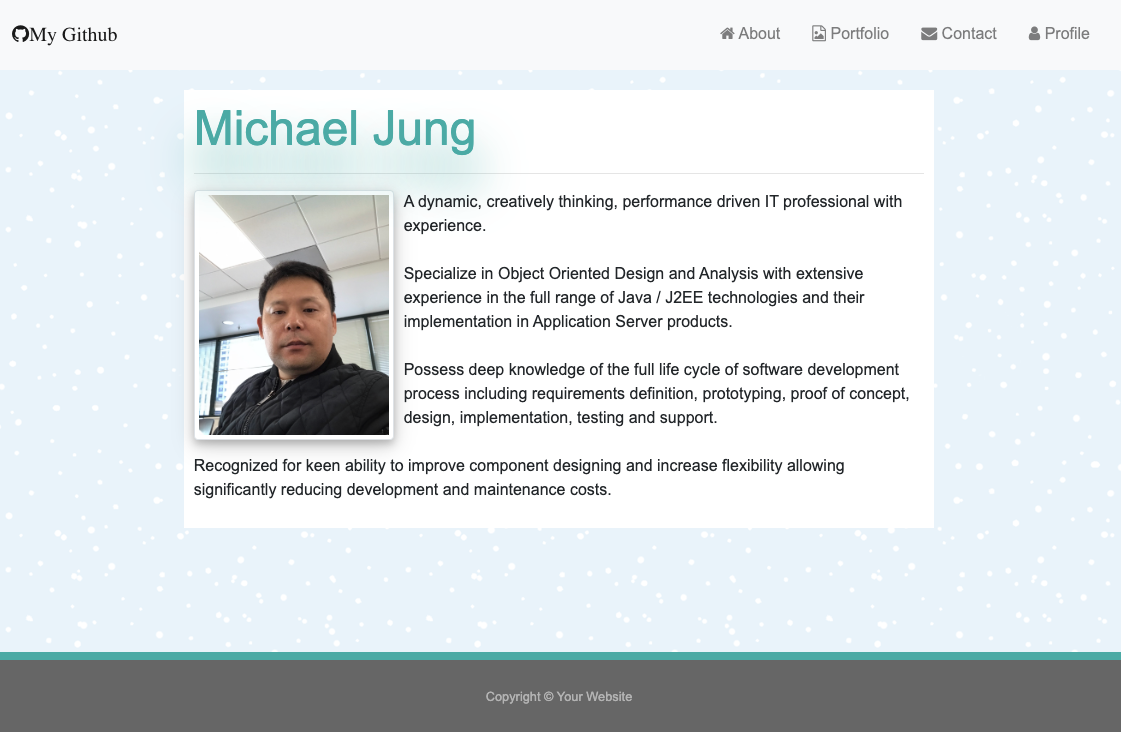 My Github
About
Portfolio
Contact
Profile
Michael Jung
A dynamic, creatively thinking, performance driven IT professional with
experience.
Specialize in Object Oriented Design and Analysis with extensive
experience in the full range of Java / J2EE technologies and their
implementation in Application Server products.
Possess deep knowledge of the full life cycle of software development
process including requirements definition, prototyping, proof of concept,
design, implementation, testing and support.
Recognized for keen ability to improve component designing and increase flexibility allowing
significantly reducing development and maintenance costs.
Copyright © Your Website